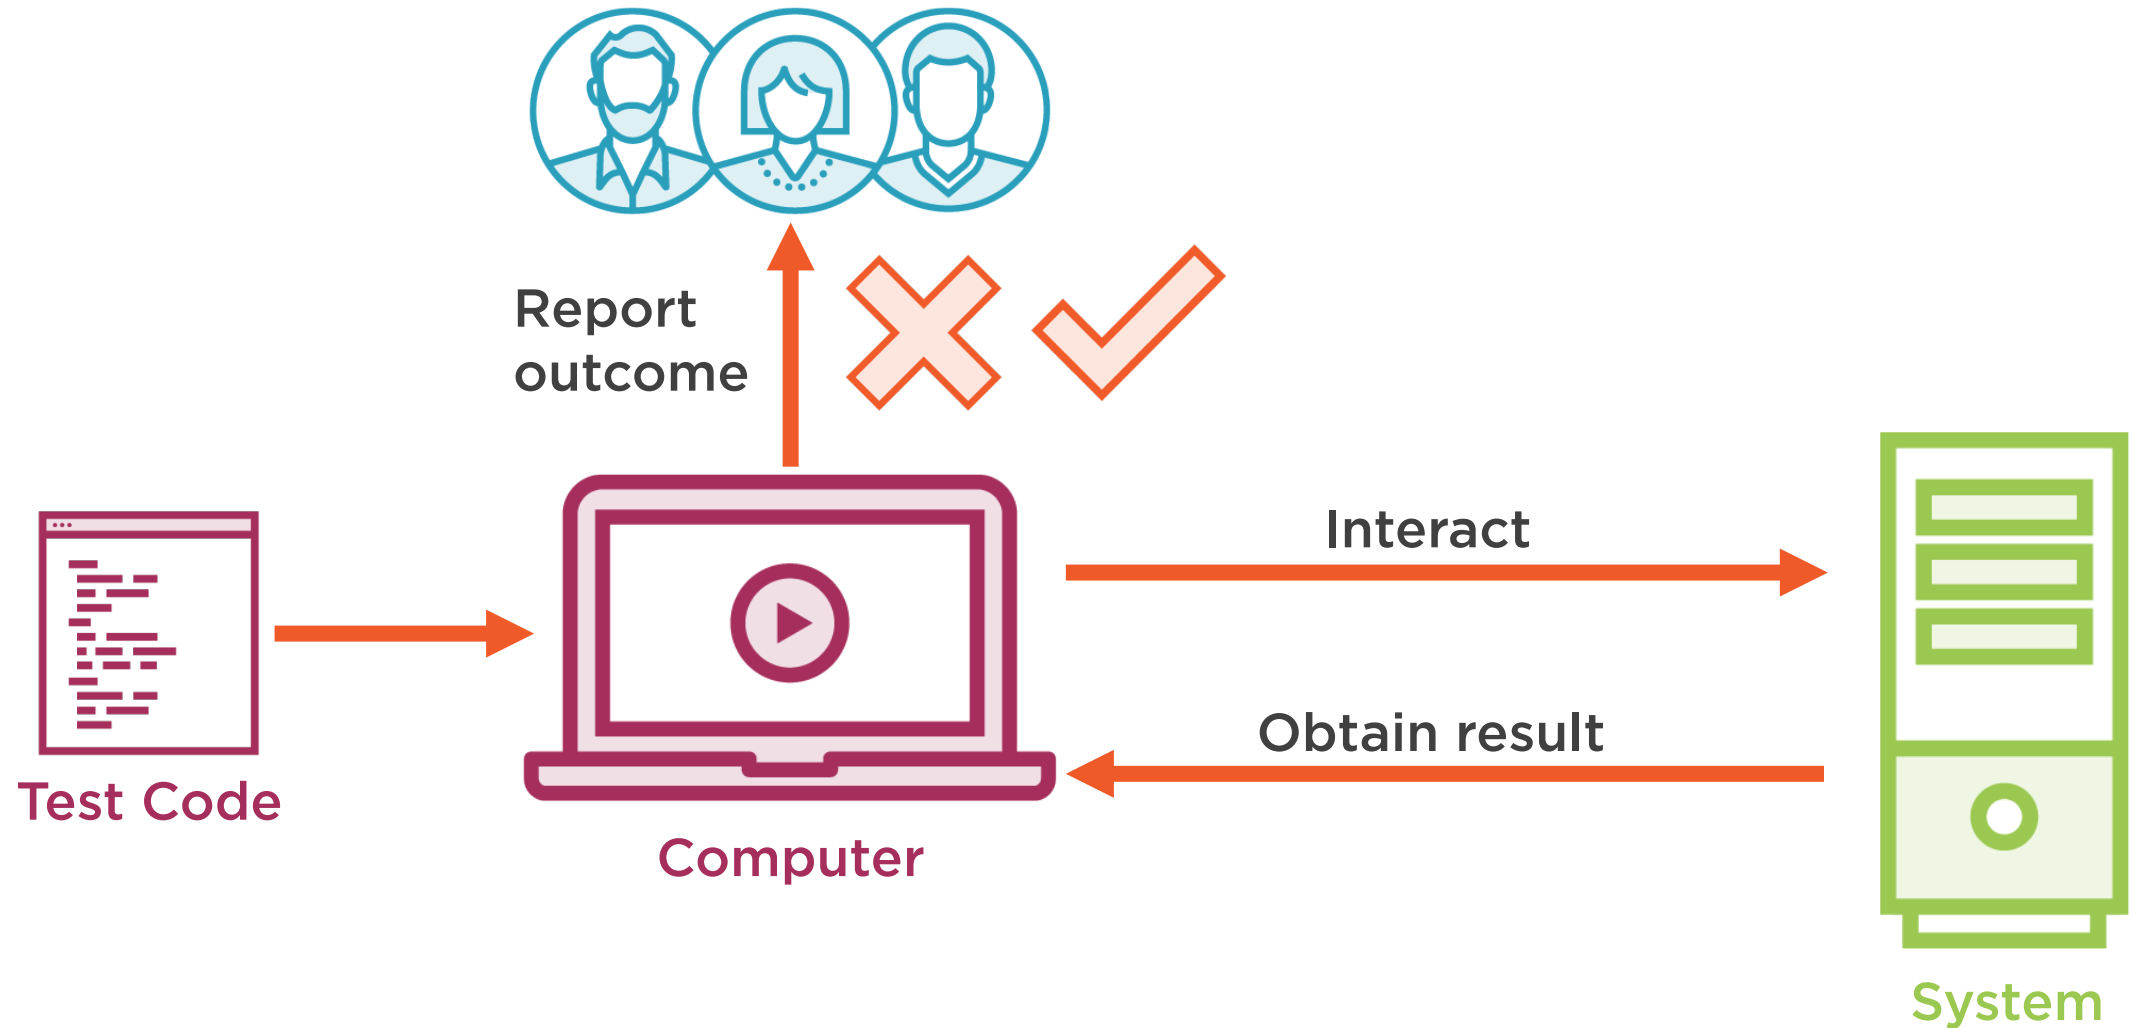 Report
outcome
Interact
Obtain result
Test Code
Computer
System